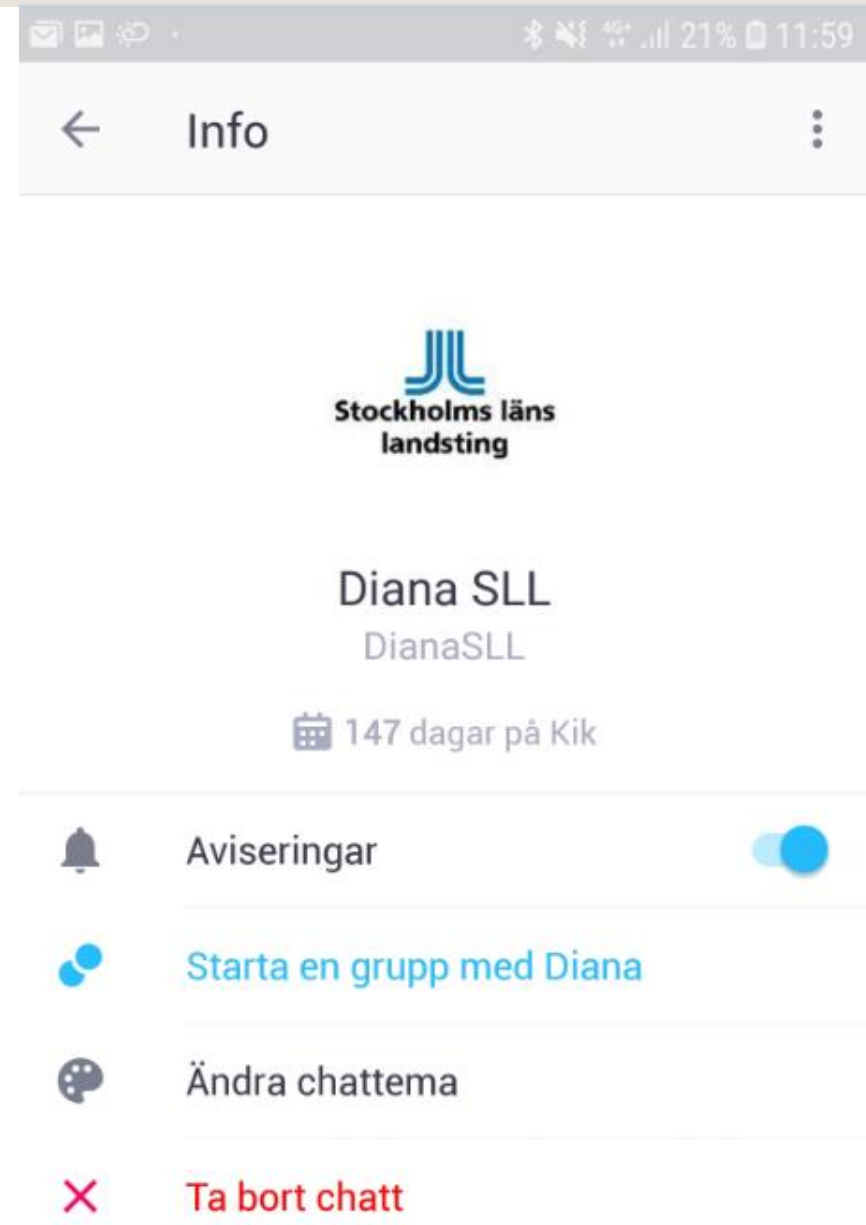 4G+ 21% 11:59
Info
Stockholms läns
landsting
Diana SLL
DianaSLL
147 dagar på Kik
Aviseringar
Starta en grupp med Diana
Ändra chattema
Ta bort chatt